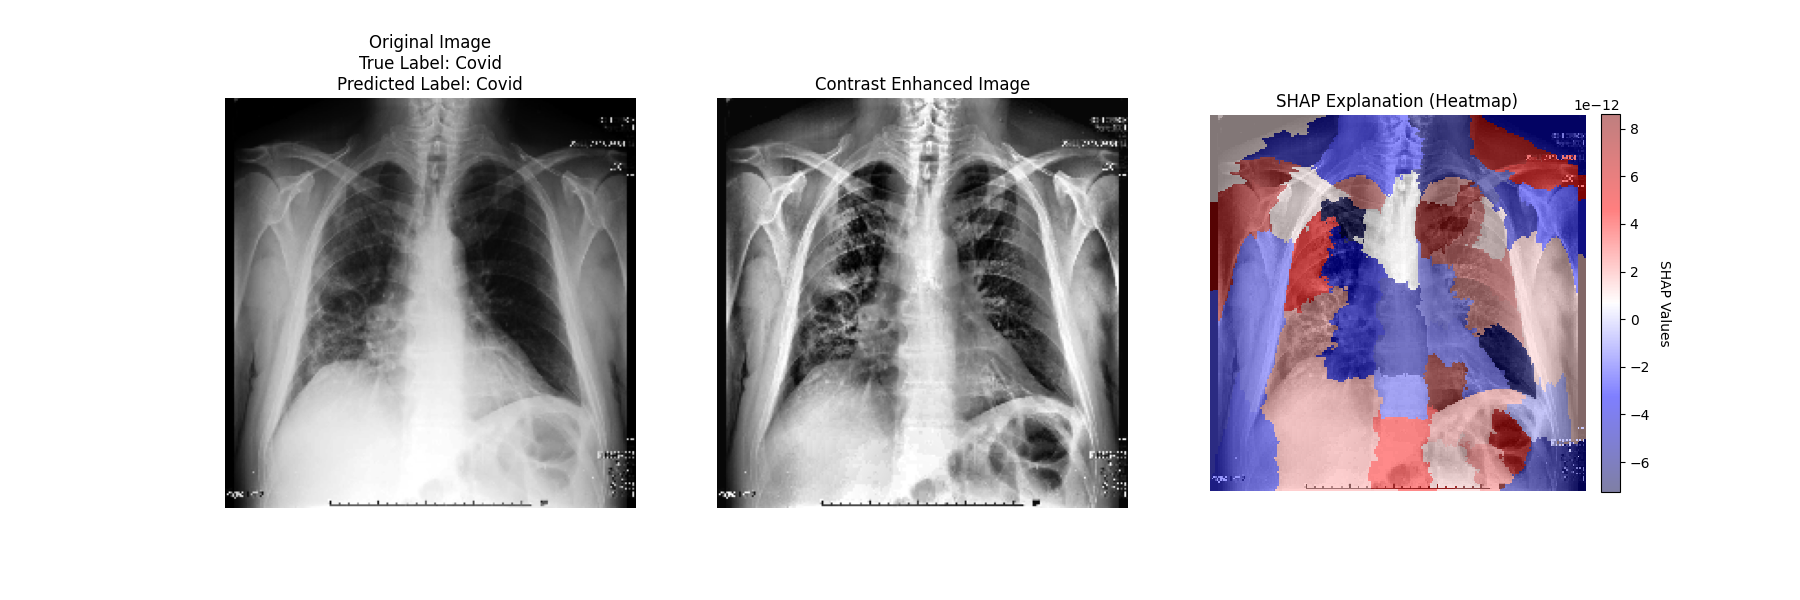 Original Image
True Label: Covid
Predicted Label: Covid
Contrast Enhanced Image
SHAP Explanation (Heatmap)
1e−12
8
6
4
2
0
−2
−4
−6
SHAP Values